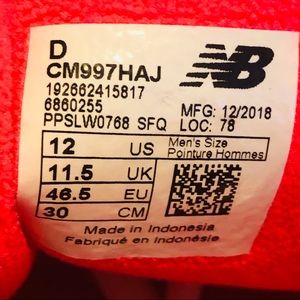 D
CM997HAJ
NB
192662415817
6860255
MFG: 12/2018
PPSLW0768 SFQ LOC: 78
12 US Men's Size
Pointure Hommes
11.5 UK
46.5 EU
30 CM
Made in Indonesia
Fabriqué en Indonésie